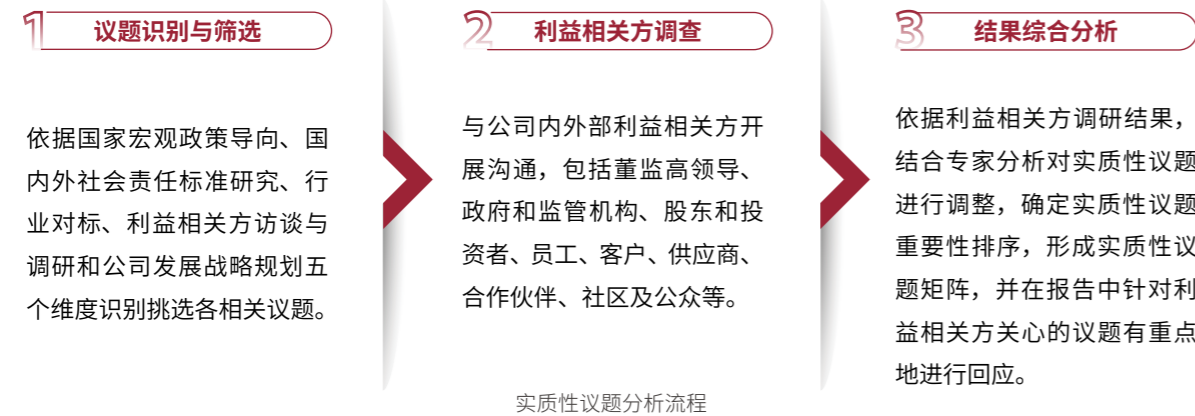 1 议题识别与筛选
依据国家宏观政策导向、国
内外社会责任标准研究、行
业对标、利益相关方访谈与
调研和公司发展战略规划五
个维度识别挑选各相关议题。
2 利益相关方调查
与公司内外部利益相关方开
展沟通，包括董监高领导、
政府和监管机构、股东和投
资者、员工、客户、供应商、
合作伙伴、社区及公众等。
3 结果综合分析
依据利益相关方调研结果，
结合专家分析对实质性议题
进行调整，确定实质性议题
重要性排序，形成实质性议
题矩阵，并在报告中针对利
益相关方关心的议题有重点
地进行回应。
实质性议题分析流程